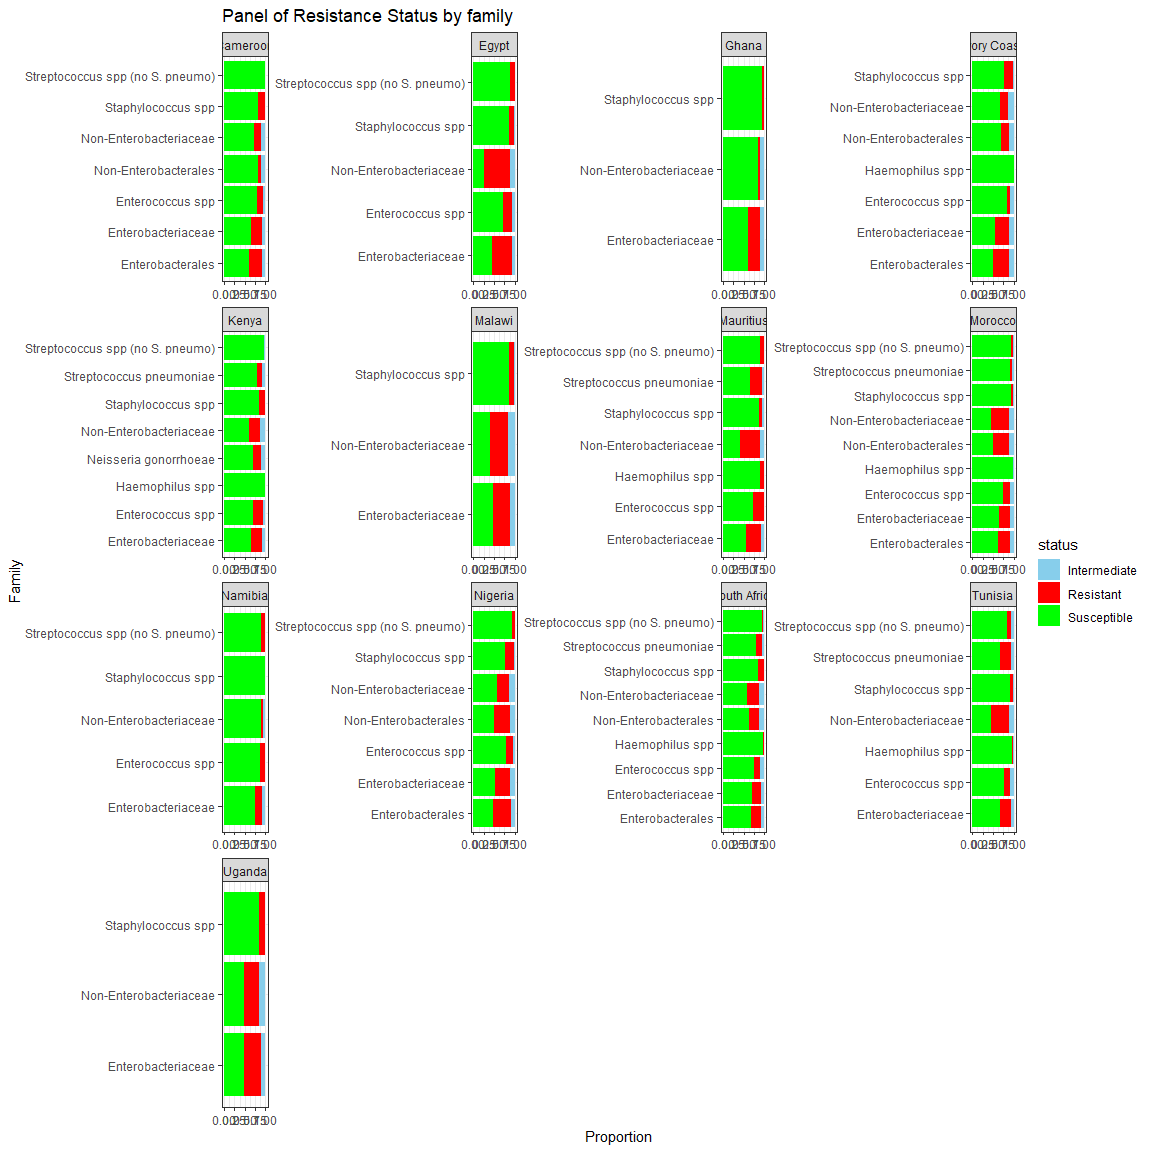 Panel of Resistance Status by family
Cameroon
Streptococcus spp (no S. pneumo)
Staphylococcus spp
Non-Enterobacteriaceae
Non-Enterobacterales
Enterococcus spp
Enterobacteriaceae
Enterobacterales
Egypt
Streptococcus spp (no S. pneumo)
Staphylococcus spp
Non-Enterobacteriaceae
Enterococcus spp
Enterobacteriaceae
Ghana
Staphylococcus spp
Non-Enterobacteriaceae
Enterobacteriaceae
ory Coas
Staphylococcus spp
Non-Enterobacteriaceae
Non-Enterobacterales
Haemophilus spp
Enterococcus spp
Enterobacteriaceae
Enterobacterales
Kenya
Streptococcus spp (no S. pneumo)
Streptococcus pneumoniae
Staphylococcus spp
Non-Enterobacteriaceae
Neisseria gonorrhoeae
Haemophilus spp
Enterococcus spp
Enterobacteriaceae
Malawi
Staphylococcus spp
Non-Enterobacteriaceae
Enterobacteriaceae
Mauritius
Streptococcus spp (no S. pneumo)
Streptococcus pneumoniae
Staphylococcus spp
Non-Enterobacteriaceae
Haemophilus spp
Enterococcus spp
Enterobacteriaceae
Morocco
Streptococcus spp (no S. pneumo)
Streptococcus pneumoniae
Staphylococcus spp
Non-Enterobacteriaceae
Non-Enterobacterales
Haemophilus spp
Enterococcus spp
Enterobacteriaceae
Enterobacterales
Namibia
Streptococcus spp (no S. pneumo)
Staphylococcus spp
Non-Enterobacteriaceae
Enterococcus spp
Enterobacteriaceae
Nigeria
Streptococcus spp (no S. pneumo)
Staphylococcus spp
Non-Enterobacteriaceae
Non-Enterobacterales
Enterococcus spp
Enterobacteriaceae
Enterobacterales
outh Afric
Streptococcus spp (no S. pneumo)
Streptococcus pneumoniae
Staphylococcus spp
Non-Enterobacteriaceae
Non-Enterobacterales
Haemophilus spp
Enterococcus spp
Enterobacteriaceae
Enterobacterales
Tunisia
Streptococcus spp (no S. pneumo)
Streptococcus pneumoniae
Staphylococcus spp
Non-Enterobacteriaceae
Haemophilus spp
Enterococcus spp
Enterobacteriaceae
Uganda
Staphylococcus spp
Non-Enterobacteriaceae
Enterobacteriaceae
Family
Proportion
status
Intermediate
Resistant
Susceptible